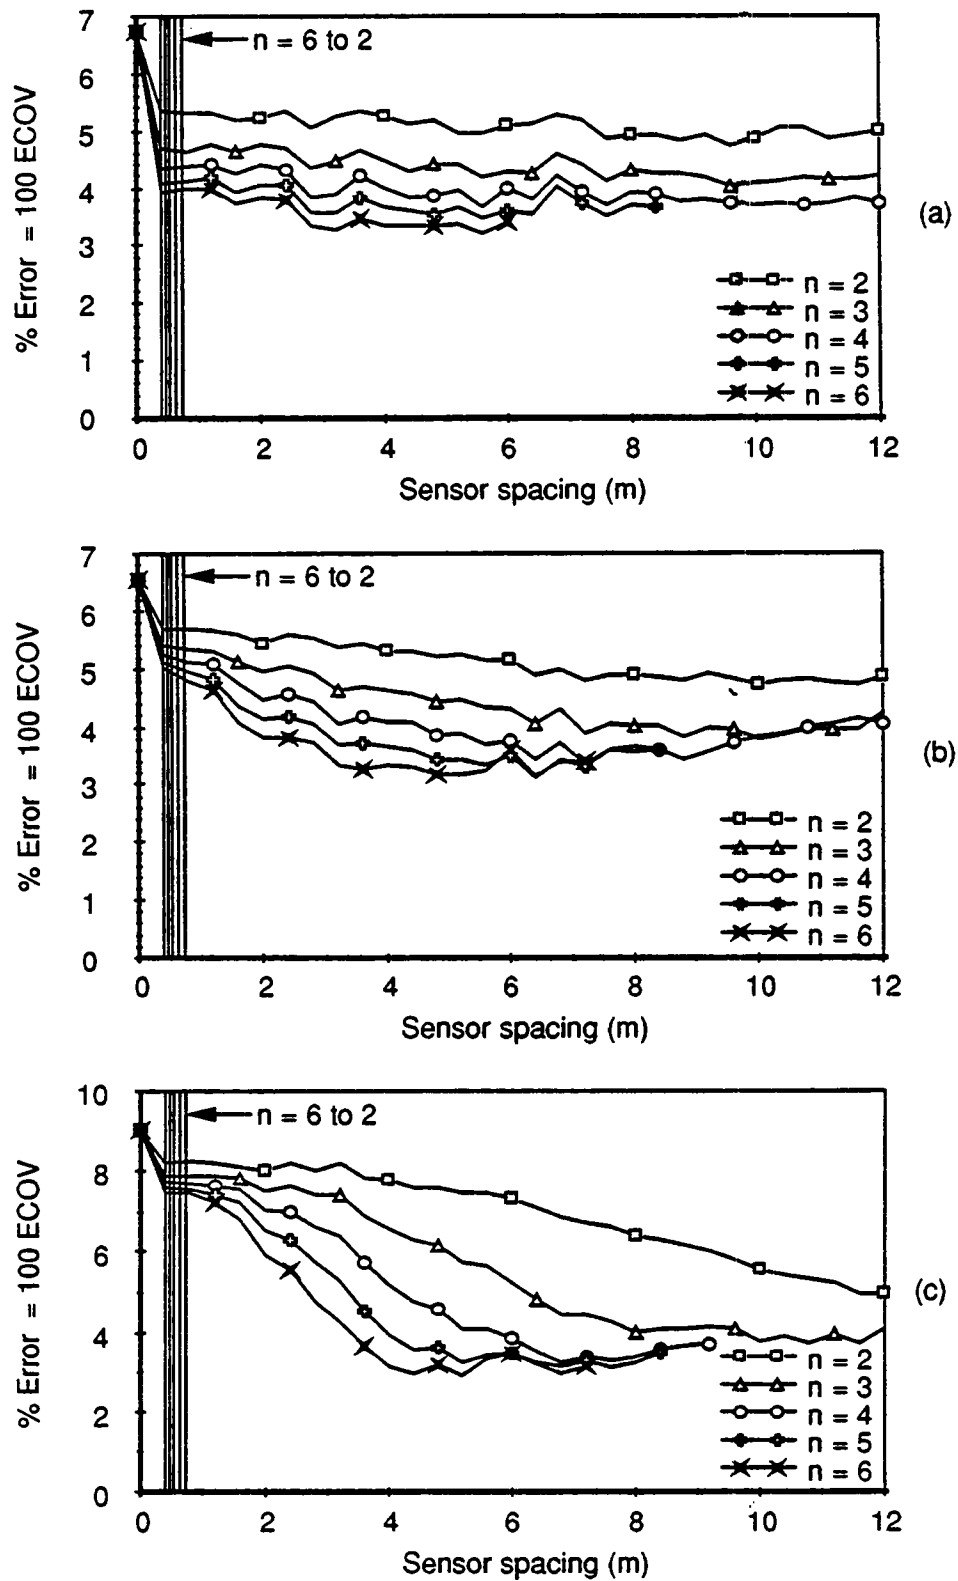 7
6
5
4
3
2
1
0
% Error = 100 ECOV
n = 6 to 2
(a)
n = 2
n = 3
n = 4
n = 5
n = 6
0 2 4 6 8 10 12
Sensor spacing (m)
7
6
5
4
3
2
1
0
% Error = 100 ECOV
n = 6 to 2
(b)
n = 2
n = 3
n = 4
n = 5
n = 6
0 2 4 6 8 10 12
Sensor spacing (m)
10
8
6
4
2
0
% Error = 100 ECOV
n = 6 to 2
(c)
n = 2
n = 3
n = 4
n = 5
n = 6
0 2 4 6 8 10 12
Sensor spacing (m)